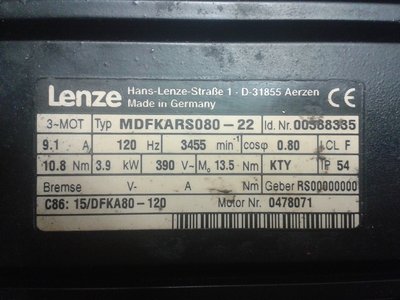 Lenze Hans-Lenze-Straße 1 · D-31855 Aerzen
Made in Germany CE
3~MOT Typ MDFKARS080-22 Id. Nr. 00368335
9.1 A 120 Hz 3455 min⁻¹ cosφ 0.80 CL F
10.8 Nm 3.9 kW 390 V~ M₀ 13.5 Nm KTY IP 54
Bremse V- A Nm Geber RS00000000
C86: 15/DFKA80-120 Motor Nr. 0478071